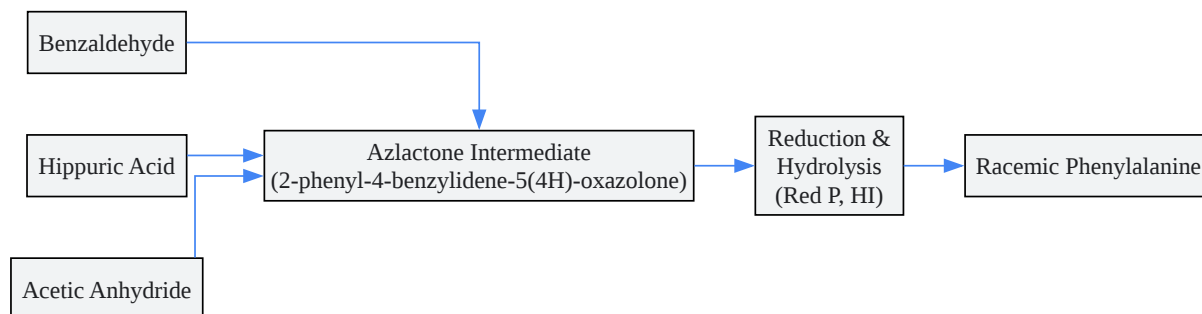 Benzaldehyde
Hippuric Acid
Acetic Anhydride
Azlactone Intermediate
(2-phenyl-4-benzylidene-5(4H)-oxazolone)
Reduction &
Hydrolysis
(Red P, HI)
Racemic Phenylalanine